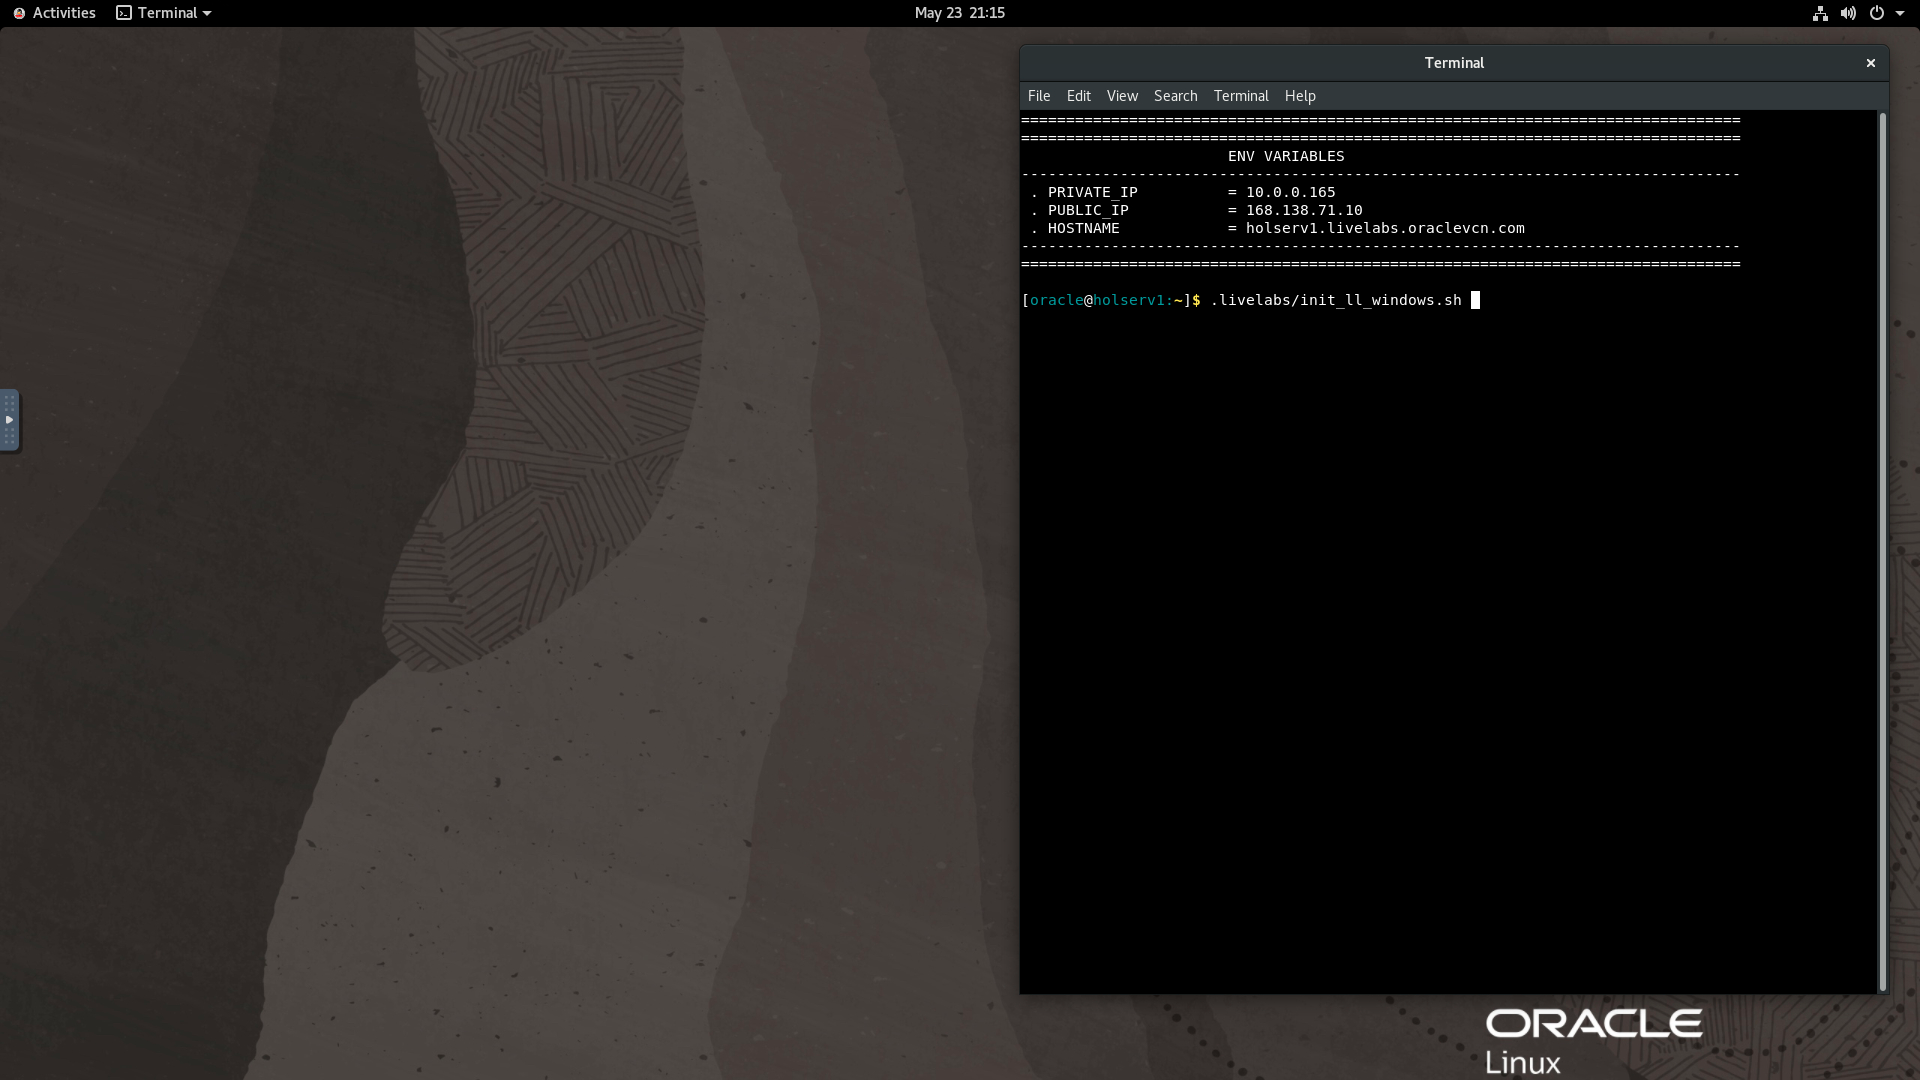 Activities Terminal May 23 21:15
Terminal
File Edit View Search Terminal Help
================================================================================
================================================================================
ENV VARIABLES
--------------------------------------------------------------------------------
. PRIVATE_IP = 10.0.0.165
. PUBLIC_IP = 168.138.71.10
. HOSTNAME = holserv1.livelabs.oraclevcn.com
--------------------------------------------------------------------------------
================================================================================
[oracle@holserv1:~]$ .livelabs/init_ll_windows.sh
ORACLE
Linux